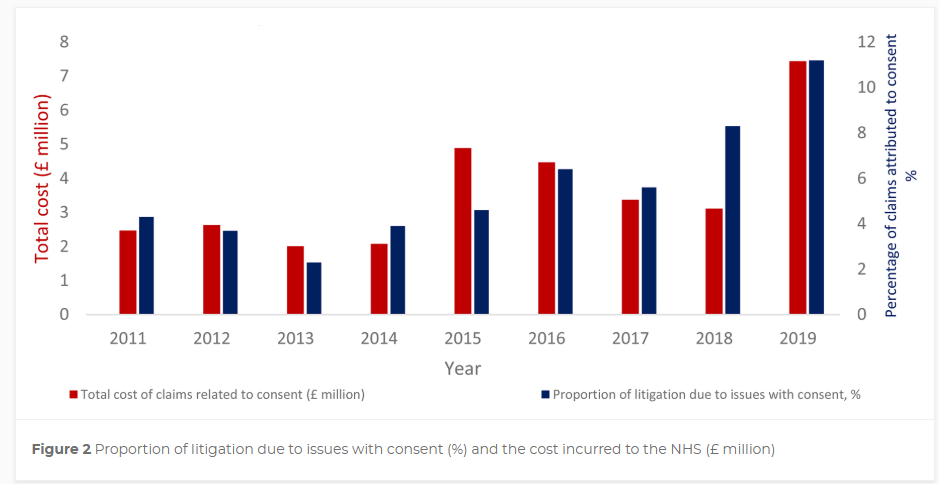 8
7
6
5
4
3
2
1
0
Total cost (£ million)
12
10
8
6
4
2
0
Percentage of claims attributed to consent
%
2011 2012 2013 2014 2015 2016 2017 2018 2019
Year
Total cost of claims related to consent (£ million) Proportion of litigation due to issues with consent, %
Figure 2 Proportion of litigation due to issues with consent (%) and the cost incurred to the NHS (£ million)